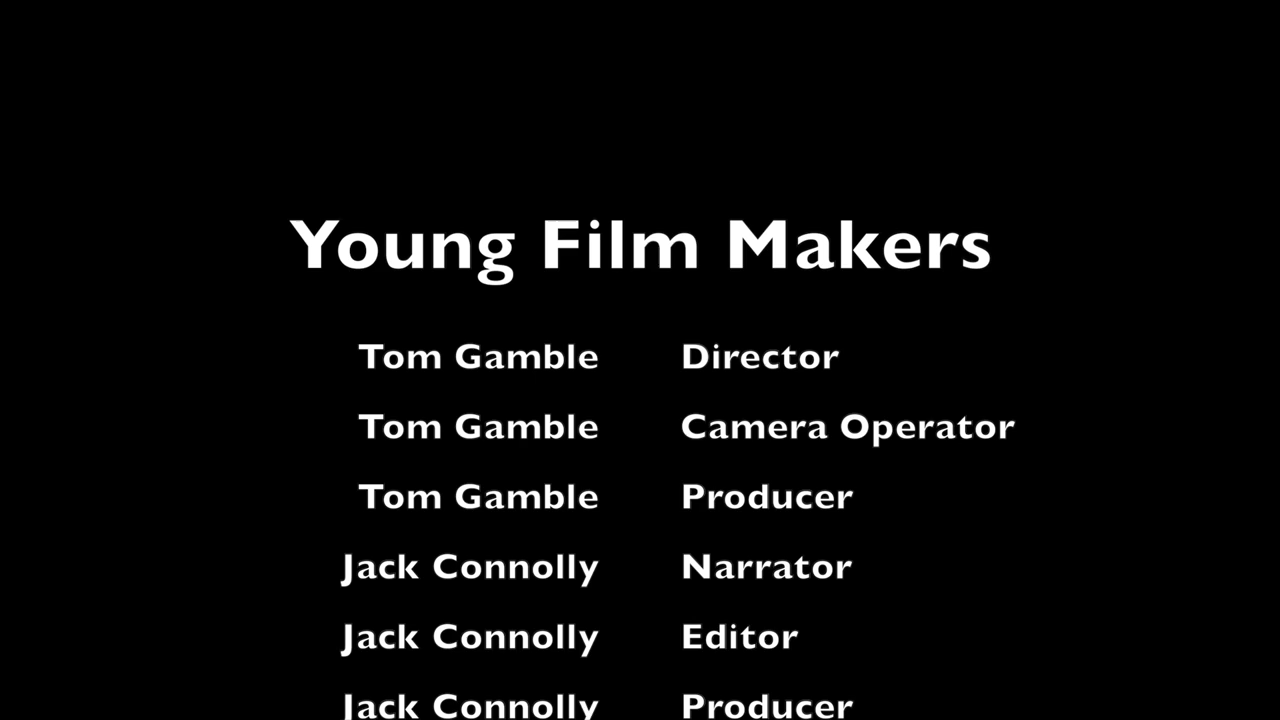 Young Film Makers
Tom Gamble Director
Tom Gamble Camera Operator
Tom Gamble Producer
Jack Connolly Narrator
Jack Connolly Editor
Jack Connolly Producer